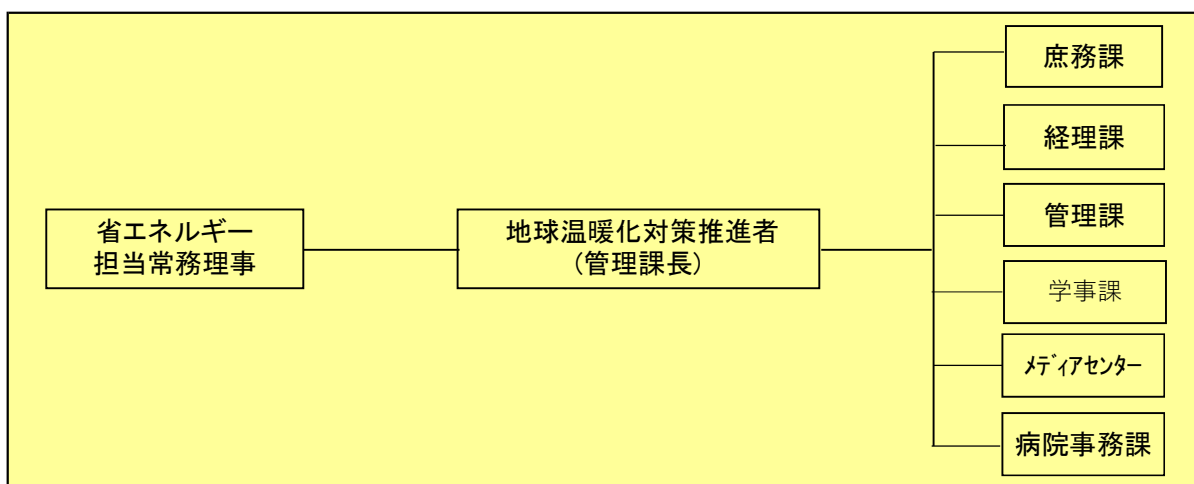 省エネルギー
担当常務理事
地球温暖化対策推進者
(管理課長)
庶務課
経理課
管理課
学事課
ﾒﾃﾞｨｱｾﾝﾀｰ
病院事務課